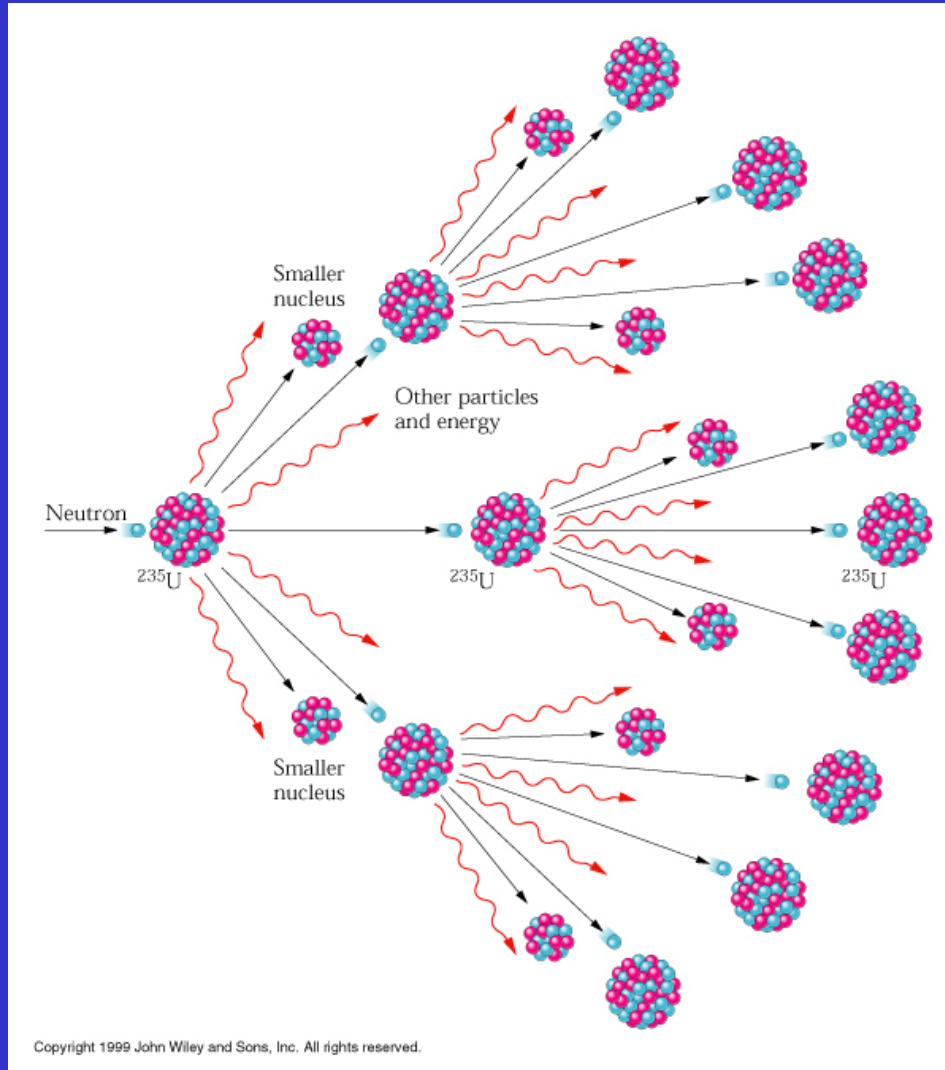 Smaller
nucleus
Other particles
and energy
Neutron
²³⁵U
²³⁵U
²³⁵U
Smaller
nucleus
Copyright 1999 John Wiley and Sons, Inc. All rights reserved.